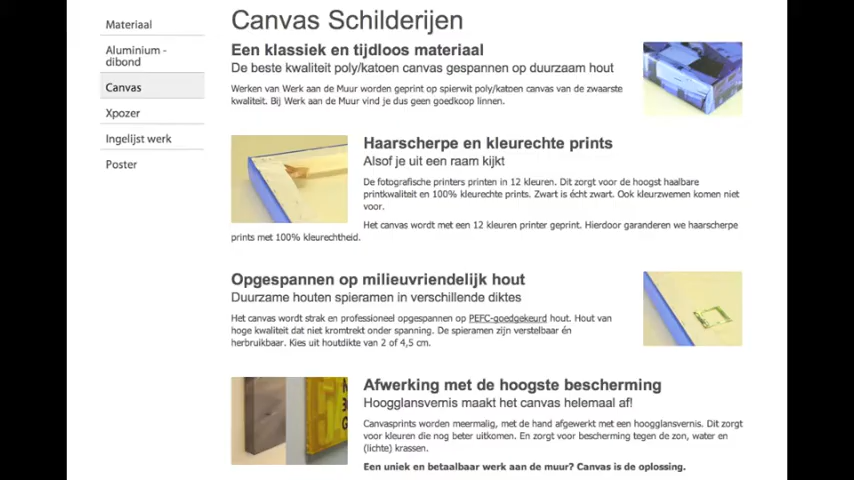 Materiaal
Aluminium -
dibond
Canvas
Xpozer
Ingelijst werk
Poster
Canvas Schilderijen
Een klassiek en tijdloos materiaal
De beste kwaliteit poly/katoen canvas gespannen op duurzaam hout
Werken van Werk aan de Muur worden geprint op spierwit poly/katoen canvas van de zwaarste
kwaliteit. Bij Werk aan de Muur vind je dus geen goedkoop linnen.
Haarscherpe en kleurechte prints
Alsof je uit een raam kijkt
De fotografische printers printen in 12 kleuren. Dit zorgt voor de hoogst haalbare
printkwaliteit en 100% kleurechte prints. Zwart is écht zwart. Ook kleurzwemen komen niet
voor.
Het canvas wordt met een 12 kleuren printer geprint. Hierdoor garanderen we haarscherpe
prints met 100% kleurechtheid.
Opgespannen op milieuvriendelijk hout
Duurzame houten spieramen in verschillende diktes
Het canvas wordt strak en professioneel opgespannen op PEFC-goedgekeurd hout. Hout van
hoge kwaliteit dat niet kromtrekt onder spanning. De spieramen zijn verstelbaar én
herbruikbaar. Kies uit houtdikte van 2 of 4,5 cm.
Afwerking met de hoogste bescherming
Hoogglansvernis maakt het canvas helemaal af!
Canvasprints worden meermalig, met de hand afgewerkt met een hoogglansvernis. Dit zorgt
voor kleuren die nog beter uitkomen. En zorgt voor bescherming tegen de zon, water en
(lichte) krassen.
Een uniek en betaalbaar werk aan de muur? Canvas is de oplossing.